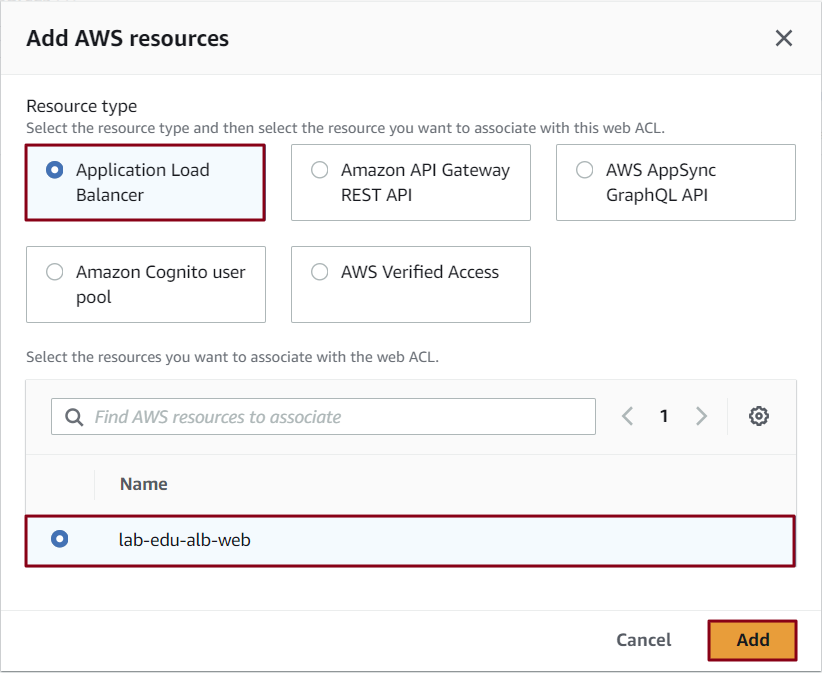 Add AWS resources
Resource type
Select the resource type and then select the resource you want to associate with this web ACL.
Application Load
Balancer
Amazon API Gateway
REST API
AWS AppSync
GraphQL API
Amazon Cognito user
pool
AWS Verified Access
Select the resources you want to associate with the web ACL.
Find AWS resources to associate
1
Name
lab-edu-alb-web
Cancel
Add